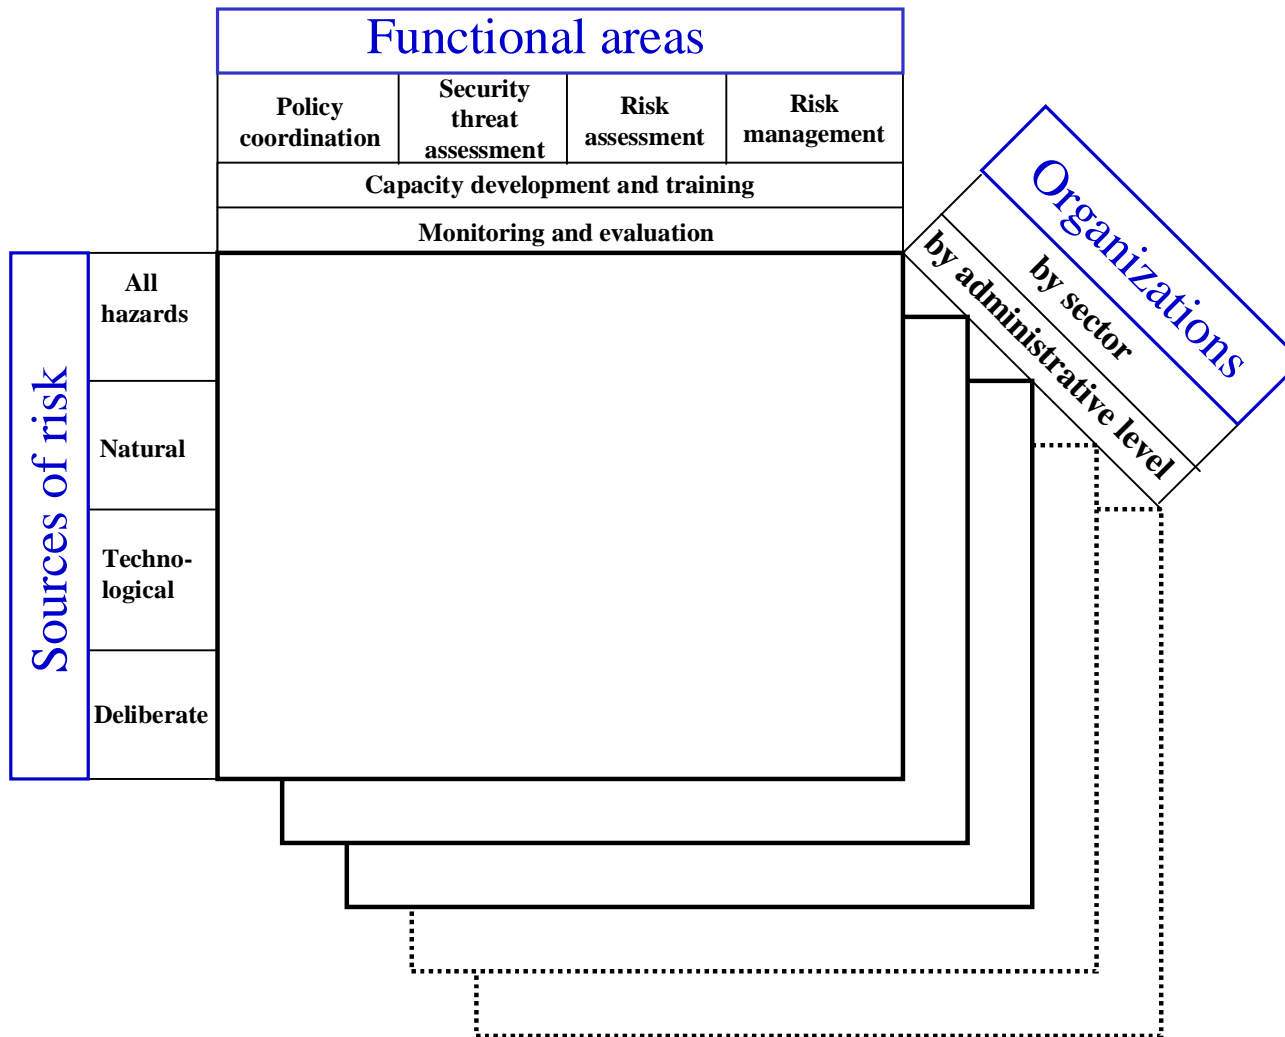 Functional areas
Policy
coordination
Security
threat
assessment
Risk
assessment
Risk
management
Capacity development and training
Monitoring and evaluation
Organizations
by sector
by administrative level
Sources of risk
All
hazards
Natural
Techno-
logical
Deliberate